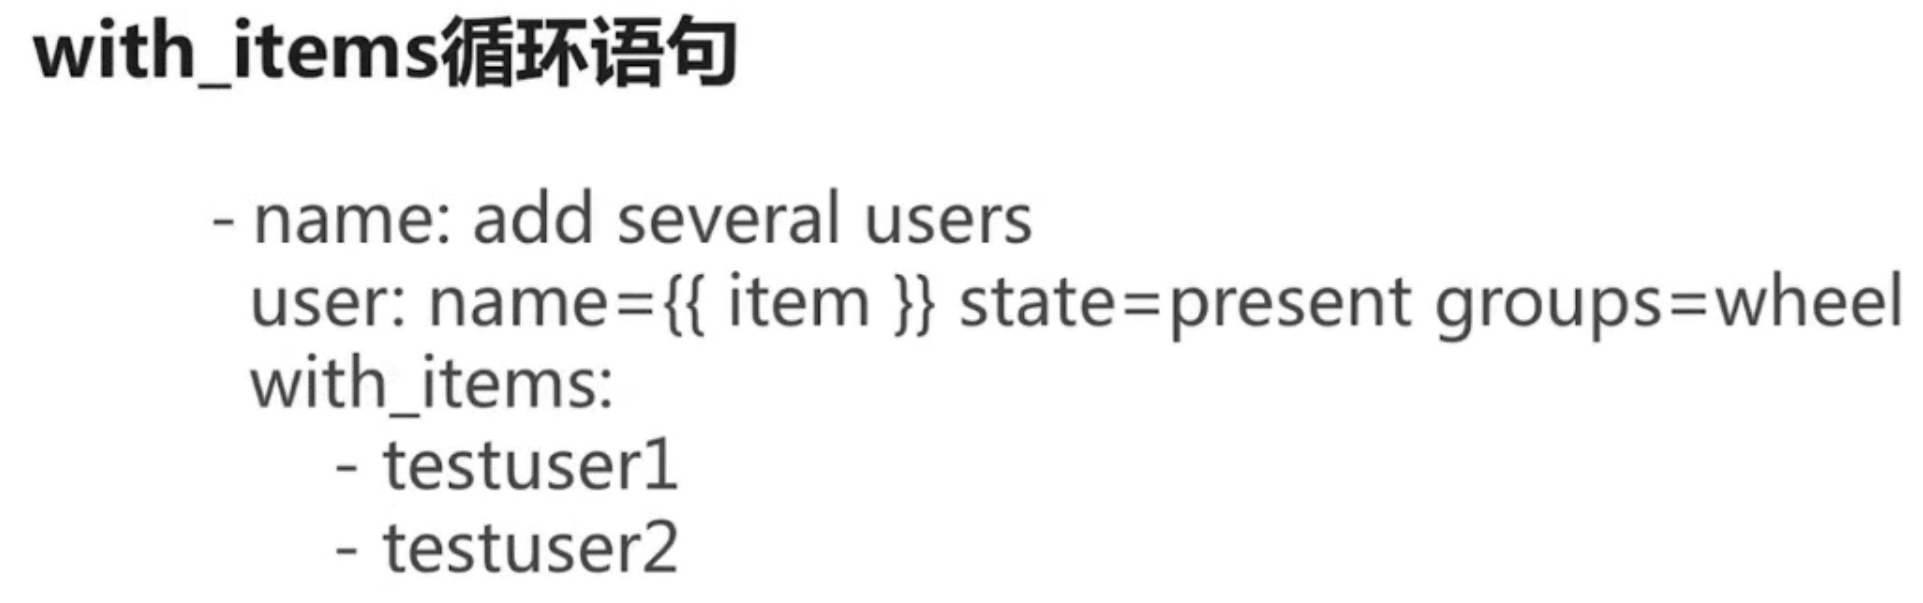 with_items循环语句
- name: add several users
user: name={{ item }} state=present groups=wheel
with_items:
- testuser1
- testuser2